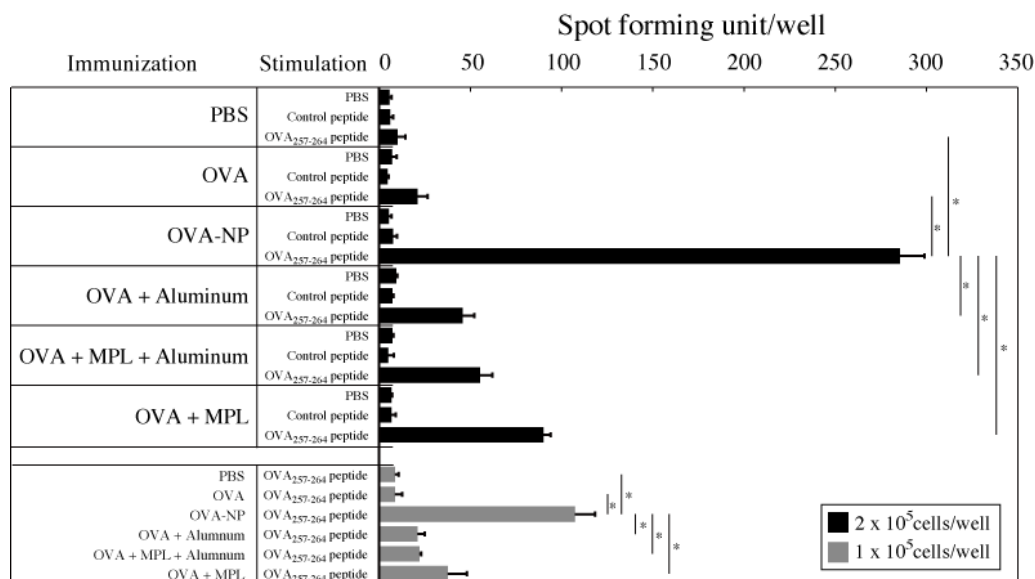 Spot forming unit/well
Immunization Stimulation 0 50 100 150 200 250 300 350
PBS
PBS Control peptide
OVA257-264 peptide
PBS
OVA Control peptide
OVA257-264 peptide
PBS
OVA-NP Control peptide
OVA257-264 peptide
PBS
OVA + Aluminum Control peptide
OVA257-264 peptide
PBS
OVA + MPL + Aluminum Control peptide
OVA257-264 peptide
PBS
OVA + MPL Control peptide
OVA257-264 peptide
PBS OVA257-264 peptide
OVA OVA257-264 peptide
OVA-NP OVA257-264 peptide
OVA + Alumnum OVA257-264 peptide
OVA + MPL + Alumnum OVA257-264 peptide
OVA + MPL OVA257-264 peptide
* * * * *
* * * * *
2 x 10^5cells/well
1 x 10^5cells/well